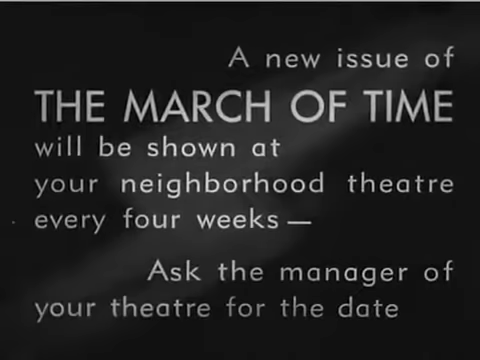 A new issue of
THE MARCH OF TIME
will be shown at
your neighborhood theatre
every four weeks—
Ask the manager of
your theatre for the date